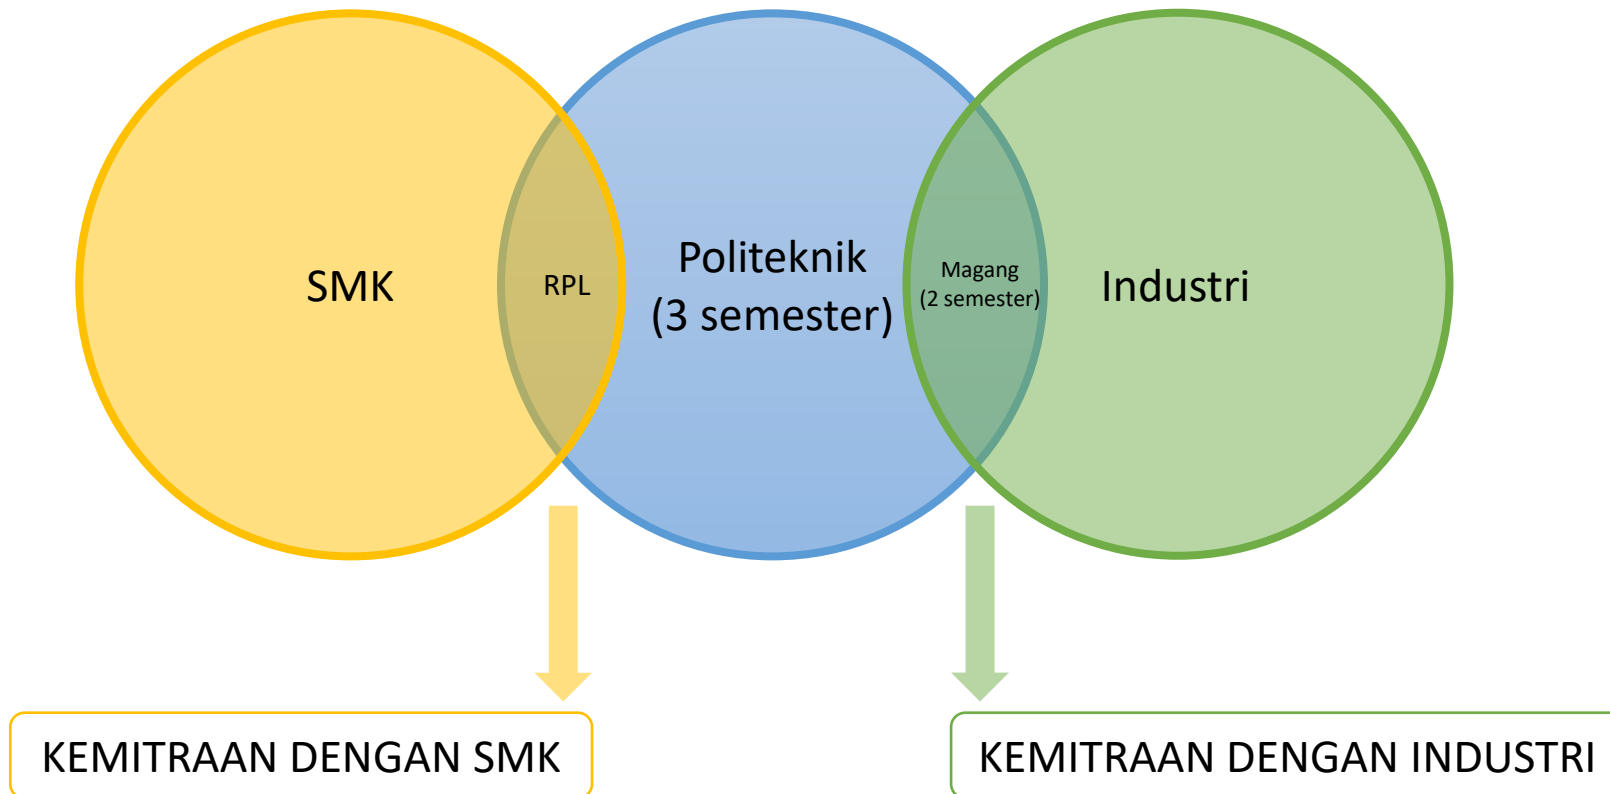 SMK
RPL
Politeknik
(3 semester)
Magang
(2 semester)
Industri
KEMITRAAN DENGAN SMK
KEMITRAAN DENGAN INDUSTRI